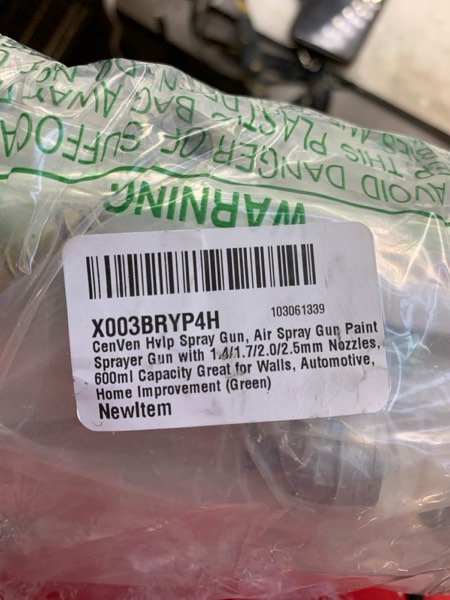 WARNING
AVOID DANGER OF SUFFOCA
THIS PLASTIC BAG AWAY
X003BRYP4H
103061339
CenVen Hvlp Spray Gun, Air Spray Gun Paint
Sprayer Gun with 1.4/1.7/2.0/2.5mm Nozzles,
600ml Capacity Great for Walls, Automotive,
Home Improvement (Green)
NewItem